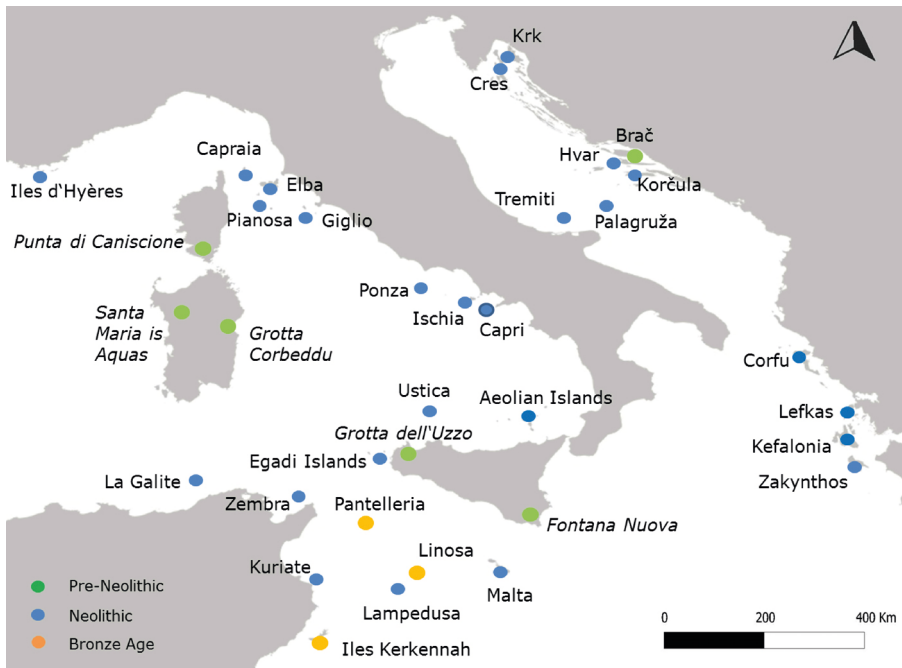 Krk
Cres
Brač
Hvar
Capraia
Elba
Korčula
Iles d'Hyères
Tremiti
Pianosa
Giglio
Palagruža
Punta di Caniscione
Ponza
Santa
Maria is
Aquas
Ischia
Capri
Grotta
Corbeddu
Corfu
Ustica
Aeolian Islands
Lefkas
Grotta dell'Uzzo
Kefalonia
Egadi Islands
La Galite
Zakynthos
Zembra
Pantelleria
Fontana Nuova
Linosa
Kuriate
Pre-Neolithic
Malta
Lampedusa
Neolithic
0 200 400 Km
Bronze Age
Iles Kerkennah